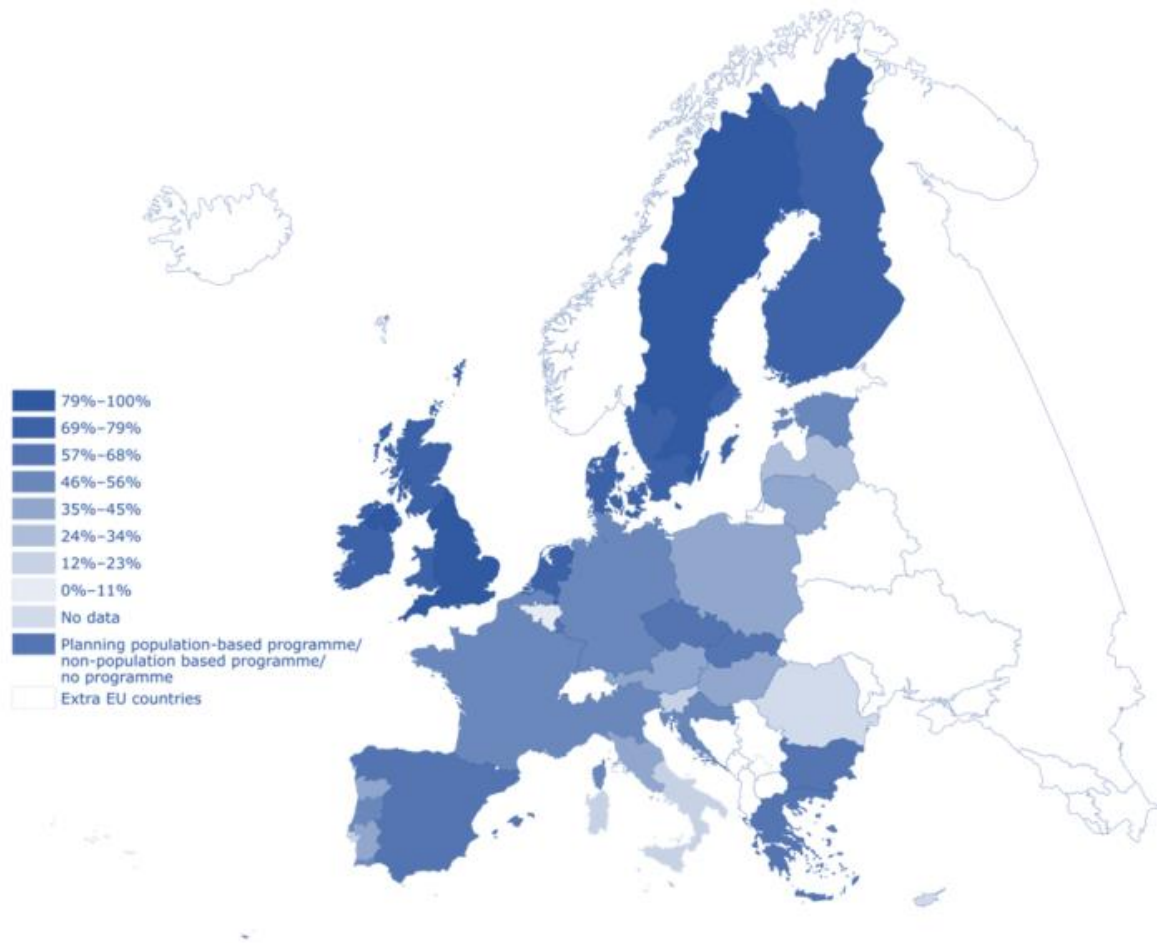 79%–100%
69%–79%
57%–68%
46%–56%
35%–45%
24%–34%
12%–23%
0%–11%
No data
Planning population-based programme/
non-population based programme/
no programme
Extra EU countries